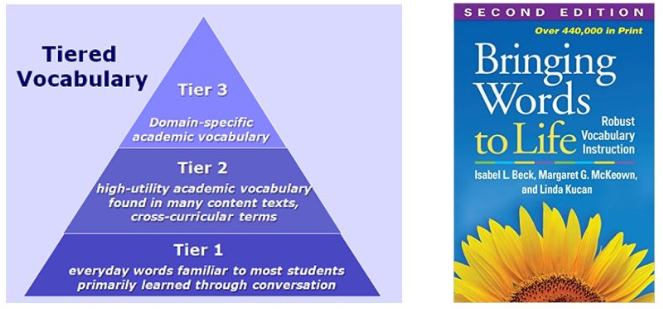 Tiered
Vocabulary
Tier 3
Domain-specific
academic vocabulary
Tier 2
high-utility academic vocabulary
found in many content texts,
cross-curricular terms
Tier 1
everyday words familiar to most students
primarily learned through conversation
SECOND EDITION
Over 440,000 in Print
Bringing
Words
to Life
Robust
Vocabulary
Instruction
Isabel L. Beck, Margaret G. McKeown,
and Linda Kucan